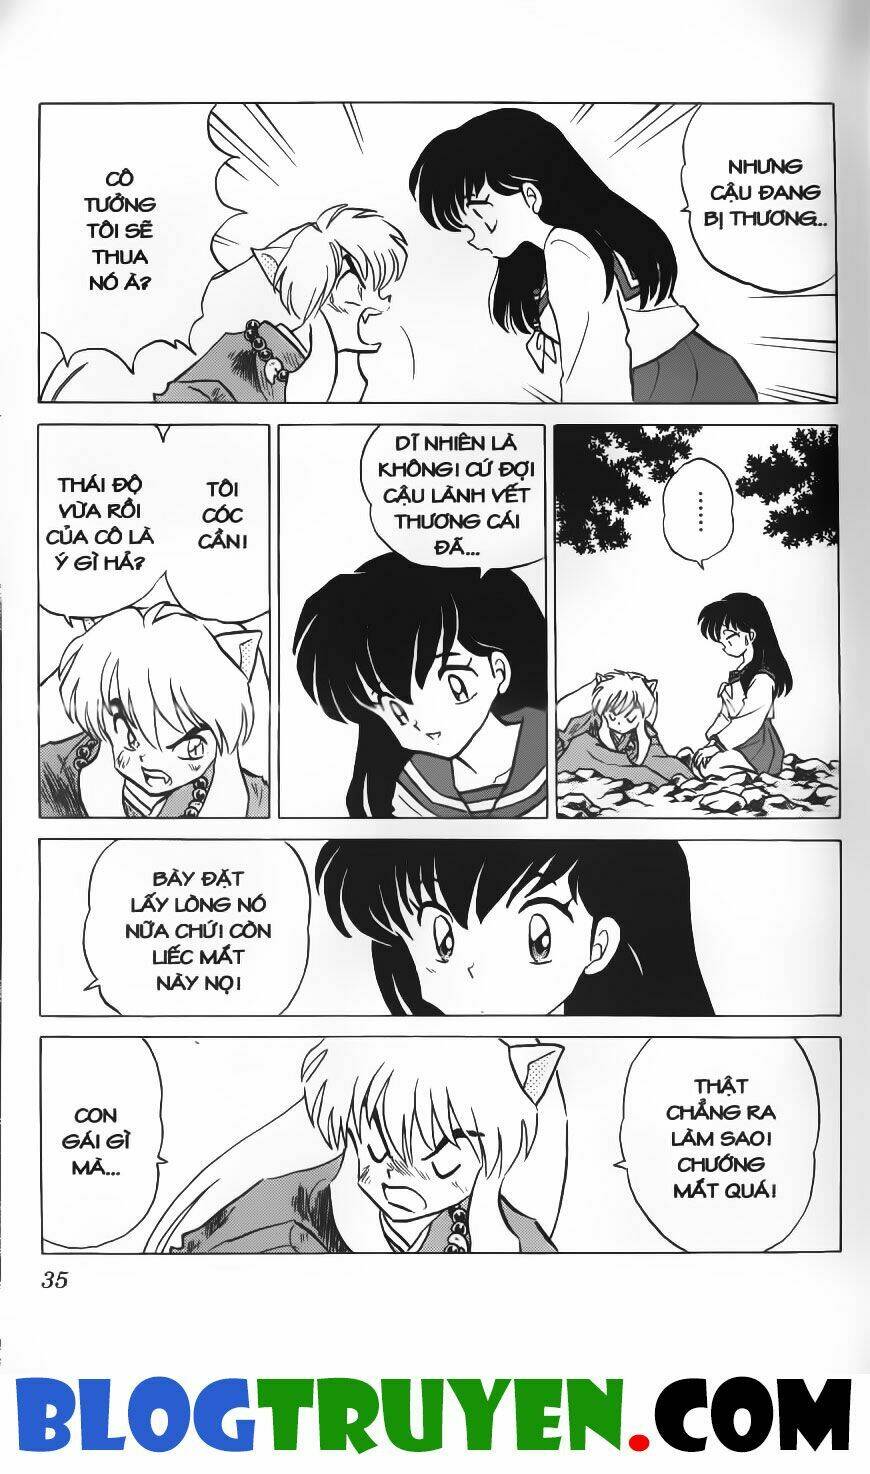 NHƯNG
CẬU ĐANG
BỊ THƯƠNG...
CÔ
TƯỞNG
TÔI SẼ
THUA
NÓ À?
......
DĨ NHIÊN LÀ
KHÔNG! CỨ ĐỢI
CẬU LÀNH VẾT
THƯƠNG CÁI
ĐÃ...
TÔI
CÓC
CẦN!
THÁI ĐỘ
VỪA RỒI
CỦA CÔ LÀ
Ý GÌ HẢ?
BÀY ĐẶT
LẤY LÒNG NÓ
NỮA CHỨ! CÒN
LIẾC MẮT
NÀY NỌ!
THẬT
CHẲNG RA
LÀM SAO!
CHƯỚNG
MẮT QUÁ!
CON
GÁI GÌ
MÀ...
35
BLOGTRUYEN.COM